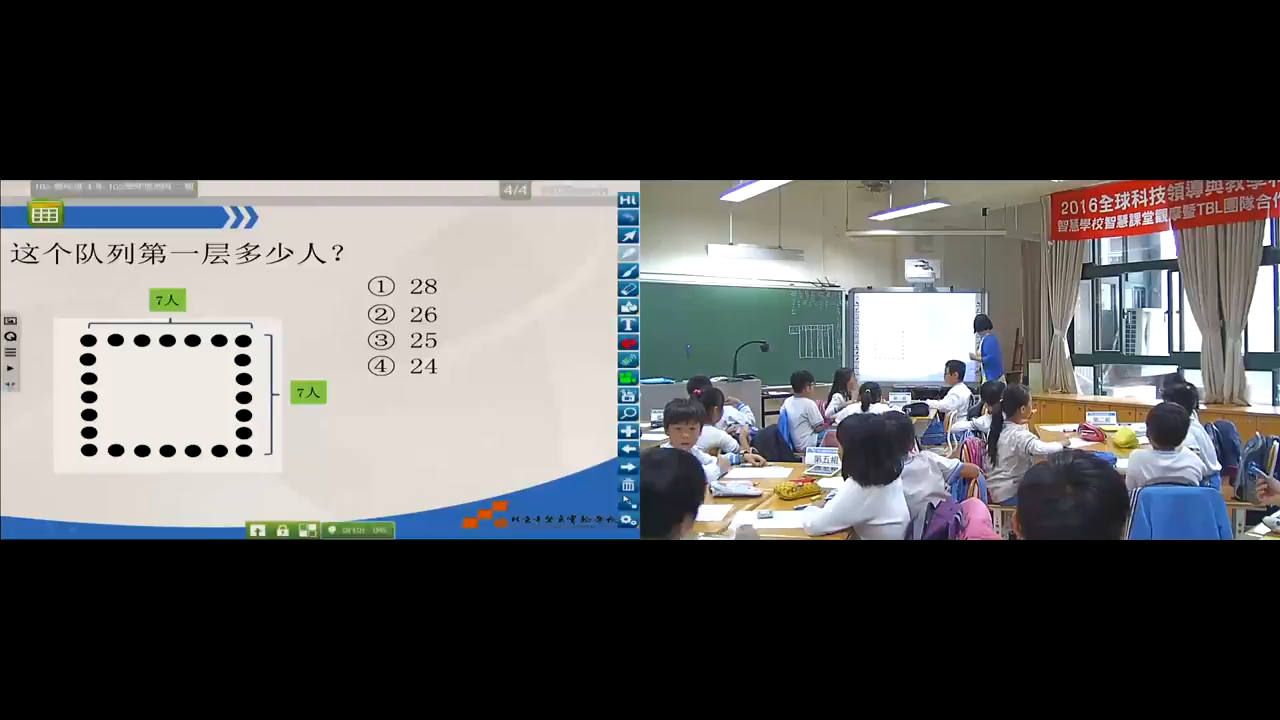 4/4
这个队列第一层多少人？
7人
7人
① 28
② 26
③ 25
④ 24
Hi
T
2016全球科技領導與教學
智慧學校智慧課堂觀摩暨TBL團隊合作
第五組